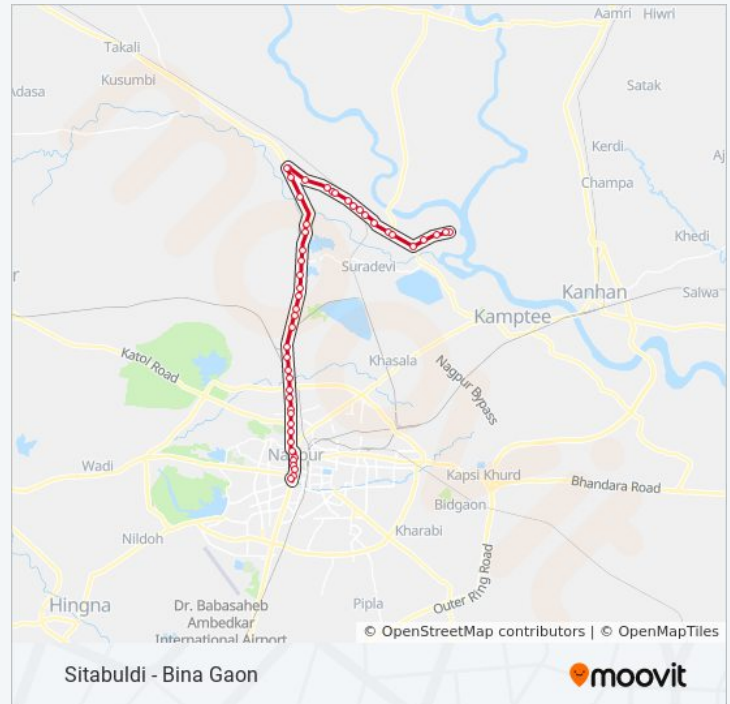 Aamri
Hiwri
Takali
Kusumbi
Adasa
Satak
Kerdi
Aj
Champa
Khedi
r
Suradevi
Kanhan
Salwa
Kamptee
Katol Road
Khasala
Nagpur Bypass
Nagpur
Wadi
Kapsi Khurd
Bhandara Road
Bidgaon
Nildoh
Kharabi
Outer Ring Road
Hingna
Dr. Babasaheb
Ambedkar
International Airport
Pipla
© OpenStreetMap contributors | © OpenMapTiles
Sitabuldi - Bina Gaon
moovit